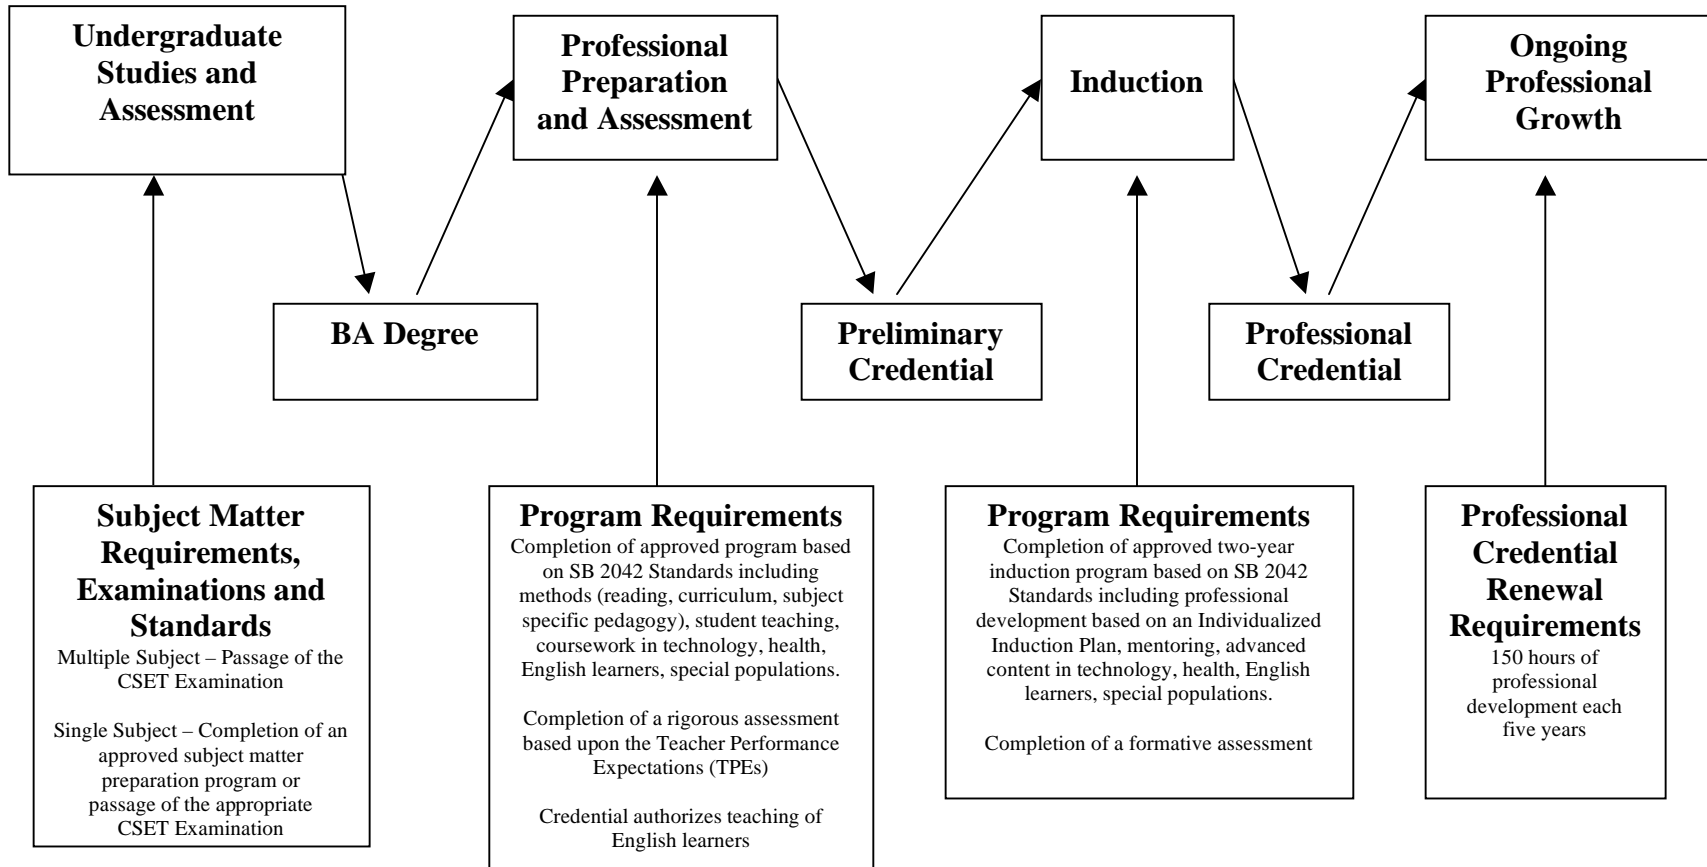 Undergraduate
Studies and
Assessment
Professional
Preparation
and Assessment
Induction
Ongoing
Professional
Growth
BA Degree
Preliminary
Credential
Professional
Credential
Subject Matter
Requirements,
Examinations and
Standards
Multiple Subject – Passage of the
CSET Examination
Single Subject – Completion of an
approved subject matter
preparation program or
passage of the appropriate
CSET Examination
Program Requirements
Completion of approved program based
on SB 2042 Standards including
methods (reading, curriculum, subject
specific pedagogy), student teaching,
coursework in technology, health,
English learners, special populations.
Completion of a rigorous assessment
based upon the Teacher Performance
Expectations (TPEs)
Credential authorizes teaching of
English learners
Program Requirements
Completion of approved two-year
induction program based on SB 2042
Standards including professional
development based on an Individualized
Induction Plan, mentoring, advanced
content in technology, health, English
learners, special populations.
Completion of a formative assessment
Professional
Credential
Renewal
Requirements
150 hours of
professional
development each
five years